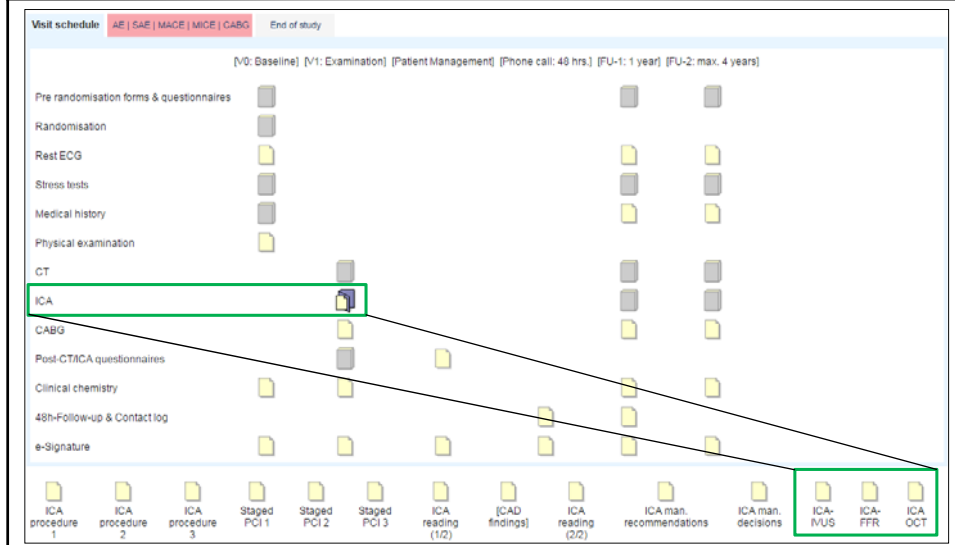 Visit schedule AE | SAE | MACE | MICE | CABG End of study
[V0: Baseline] [V1: Examination] [Patient Management] [Phone call: 48 hrs.] [FU-1: 1 year] [FU-2: max. 4 years]
Pre randomisation forms & questionnaires
Randomisation
Rest ECG
Stress tests
Medical history
Physical examination
CT
ICA
CABG
Post-CT/ICA questionnaires
Clinical chemistry
48h-Follow-up & Contact log
e-Signature
ICA procedure 1
ICA procedure 2
ICA procedure 3
Staged PCI 1
Staged PCI 2
Staged PCI 3
ICA reading (1/2)
[CAD findings]
ICA reading (2/2)
ICA man. recommendations
ICA man. decisions
ICA-IVUS
ICA-FFR
ICA OCT